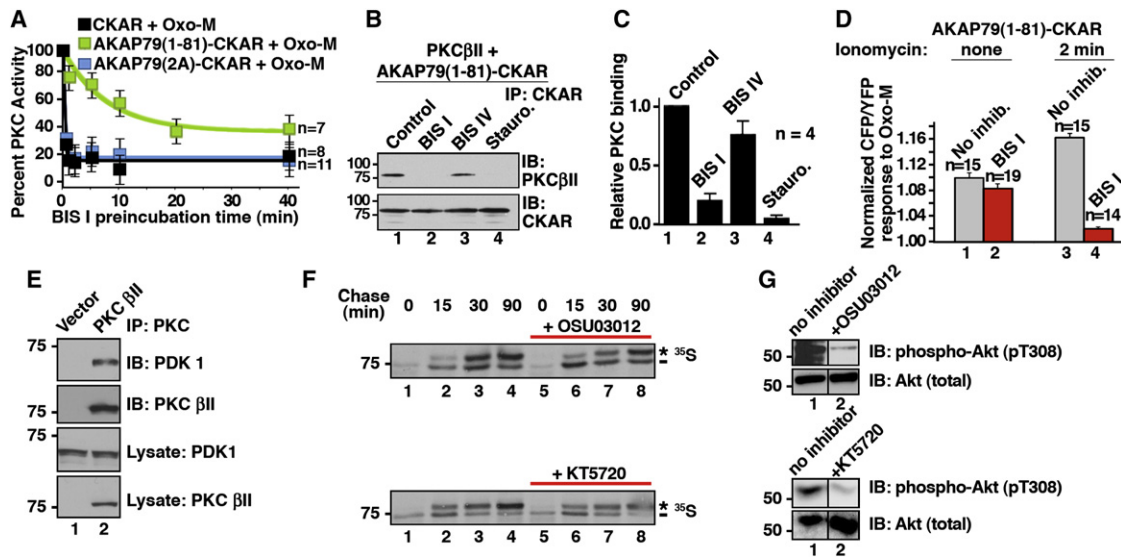 A
CKAR + Oxo-M
AKAP79(1-81)-CKAR + Oxo-M
AKAP79(2A)-CKAR + Oxo-M
Percent PKC Activity
100
80
60
40
20
0
n=7
n=8
n=11
0 10 20 30 40
BIS I preincubation time (min)
B
PKCβII +
AKAP79(1-81)-CKAR
IP: CKAR
Control
BIS I
BIS IV
Stauro.
100
75
IB:
PKCβII
100
75
IB:
CKAR
1 2 3 4
C
Relative PKC binding
1.0
0.5
0.0
Control
BIS I
BIS IV
Stauro.
n = 4
1 2 3 4
D
AKAP79(1-81)-CKAR
Ionomycin: none 2 min
Normalized CFP/YFP
response to Oxo-M
1.16
1.12
1.08
1.04
1.00
No inhib.
n=15
BIS I
n=19
No inhib.
n=15
BIS I
n=14
1 2 3 4
E
Vector
PKC βII
IP: PKC
75
IB: PDK 1
75
IB: PKC βII
75
Lysate: PDK1
75
Lysate: PKC βII
1 2
F
Chase
(min)
0 15 30 90 0 15 30 90
+ OSU03012
75
* ³⁵S
-
1 2 3 4 5 6 7 8
+ KT5720
75
* ³⁵S
-
1 2 3 4 5 6 7 8
G
no inhibitor
+OSU03012
50
IB: phospho-Akt (pT308)
50
IB: Akt (total)
1 2
no inhibitor
+KT5720
50
IB: phospho-Akt (pT308)
50
IB: Akt (total)
1 2